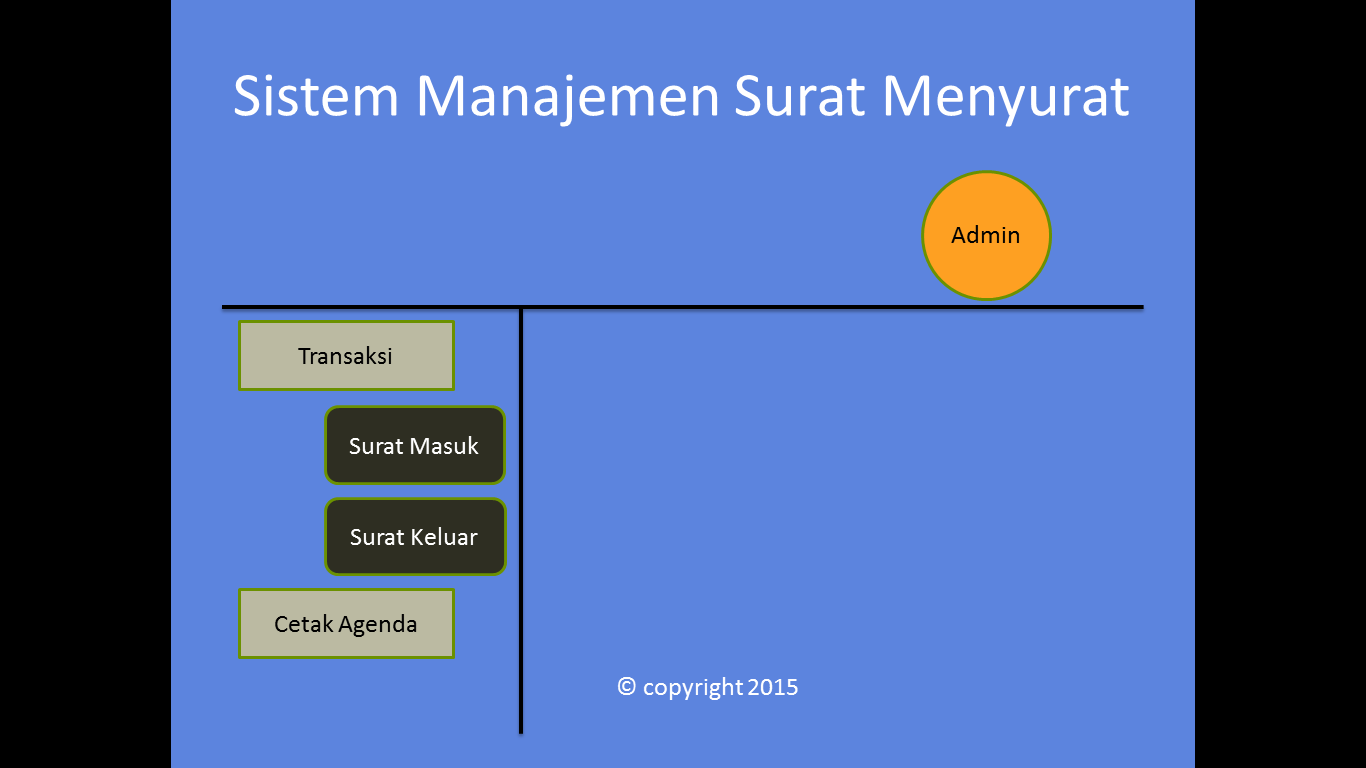 Sistem Manajemen Surat Menyurat
Admin
Transaksi
Surat Masuk
Surat Keluar
Cetak Agenda
© copyright 2015